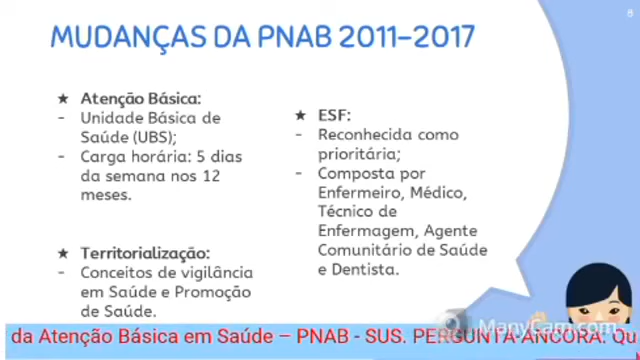 8
MUDANÇAS DA PNAB 2011-2017
★ Atenção Básica:
- Unidade Básica de
Saúde (UBS);
- Carga horária: 5 dias
da semana nos 12
meses.
★ Territorialização:
- Conceitos de vigilância
em Saúde e Promoção
de Saúde.
★ ESF:
- Reconhecida como
prioritária;
- Composta por
Enfermeiro, Médico,
Técnico de
Enfermagem, Agente
Comunitário de Saúde
e Dentista.
ManyCam.com
da Atenção Básica em Saúde – PNAB - SUS. PERGUNTA-ÂNCORA: Qu